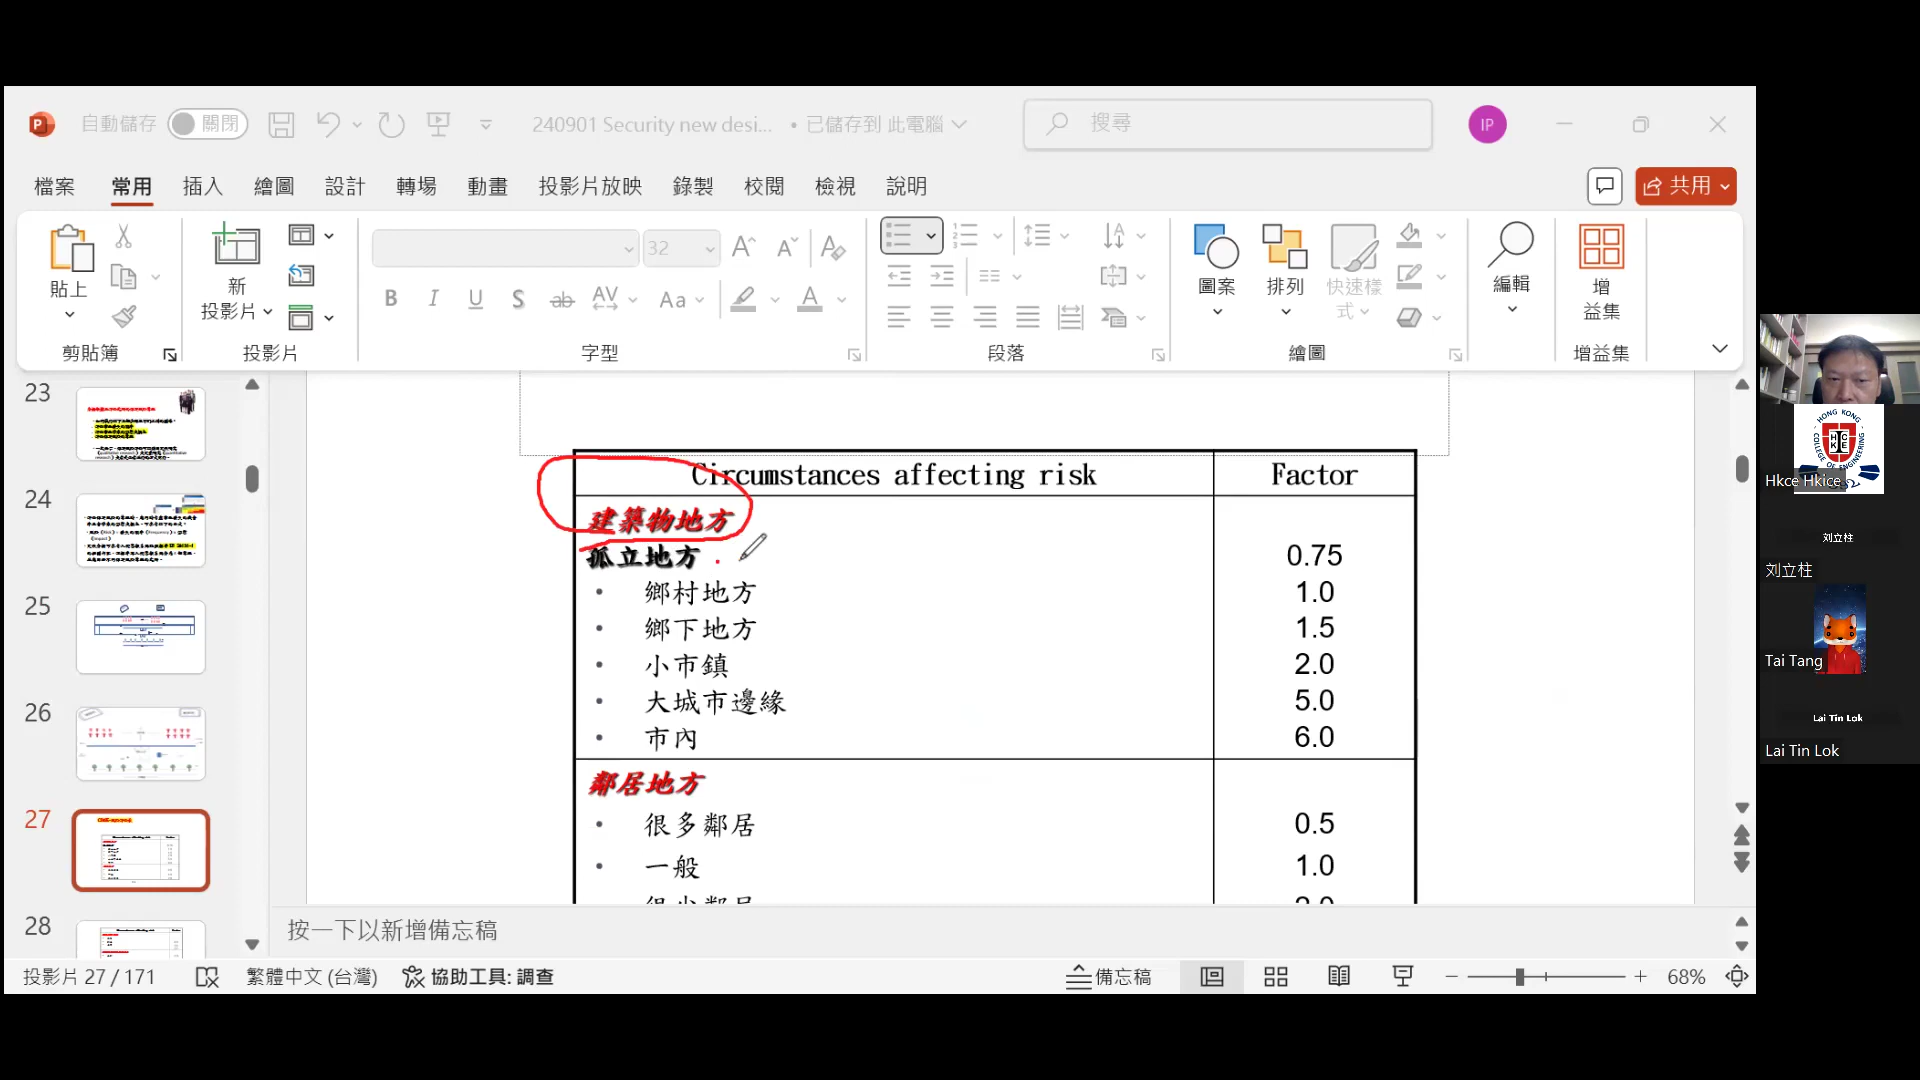 自動儲存 關閉 240901 Security new desi... • 已儲存到 此電腦 搜尋 IP
檔案 常用 插入 繪圖 設計 轉場 動畫 投影片放映 錄製 校閱 檢視 說明 共用
貼上 新
投影片 32 圖案 排列 快速樣
式 編輯 增
益集
剪貼簿 投影片 字型 段落 繪圖 增益集
23
24
25
26
27
28
Circumstances affecting risk Factor
建築物地方
孤立地方 0.75
• 鄉村地方 1.0
• 鄉下地方 1.5
• 小市鎮 2.0
• 大城市邊緣 5.0
• 市內 6.0
鄰居地方
• 很多鄰居 0.5
• 一般 1.0
按一下以新增備忘稿
投影片 27 / 171 繁體中文 (台灣) 協助工具: 調查 備忘稿 68%
HONG KONG
COLLEGE OF ENGINEERING
Hkce Hkice
刘立柱
刘立柱
Tai Tang
Lai Tin Lok
Lai Tin Lok